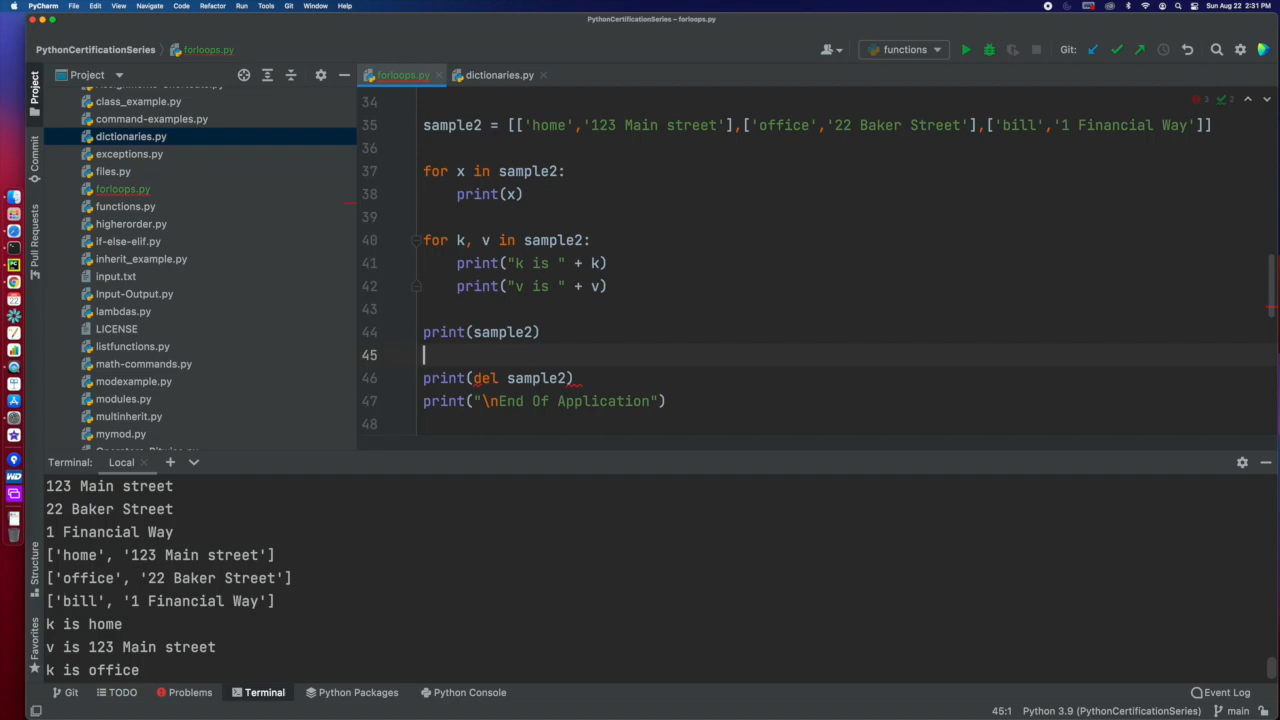 PyCharm File Edit View Navigate Code Refactor Run Tools Git Window Help Sun Aug 22 2:31 PM
PythonCertificationSeries – forloops.py
PythonCertificationSeries forloops.py functions Git:
Project forloops.py dictionaries.py
Project
Commit
Pull Requests
Structure
Favorites
class_example.py
command-examples.py
dictionaries.py
exceptions.py
files.py
forloops.py
functions.py
higherorder.py
if-else-elif.py
inherit_example.py
input.txt
Input-Output.py
lambdas.py
LICENSE
listfunctions.py
math-commands.py
modexample.py
modules.py
multinherit.py
mymod.py
3 2
34
35 sample2 = [['home','123 Main street'],['office','22 Baker Street'],['bill','1 Financial Way']]
36
37 for x in sample2:
38 print(x)
39
40 for k, v in sample2:
41 print("k is " + k)
42 print("v is " + v)
43
44 print(sample2)
45
46 print(del sample2)
47 print("\nEnd Of Application")
48
Terminal: Local
123 Main street
22 Baker Street
1 Financial Way
['home', '123 Main street']
['office', '22 Baker Street']
['bill', '1 Financial Way']
k is home
v is 123 Main street
k is office
Git TODO Problems Terminal Python Packages Python Console Event Log
45:1 Python 3.9 (PythonCertificationSeries) main